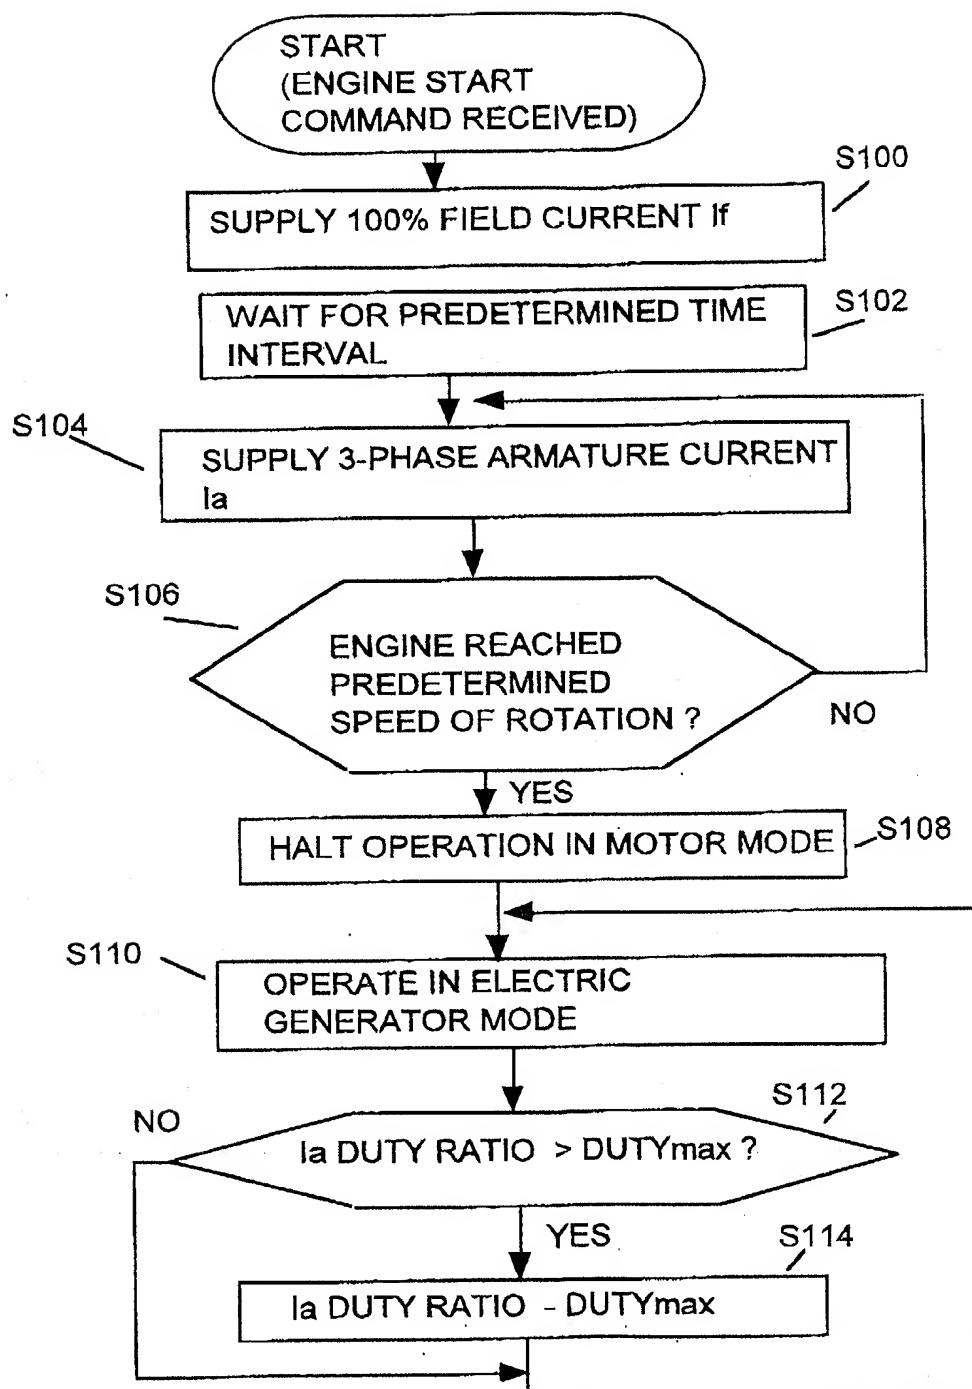 START
(ENGINE START
COMMAND RECEIVED)
S100
SUPPLY 100% FIELD CURRENT If
S102
WAIT FOR PREDETERMINED TIME
INTERVAL
S104
SUPPLY 3-PHASE ARMATURE CURRENT
Ia
S106
ENGINE REACHED
PREDETERMINED
SPEED OF ROTATION ?
NO
YES
HALT OPERATION IN MOTOR MODE
S108
S110
OPERATE IN ELECTRIC
GENERATOR MODE
S112
NO
Ia DUTY RATIO > DUTYmax ?
YES
S114
Ia DUTY RATIO - DUTYmax